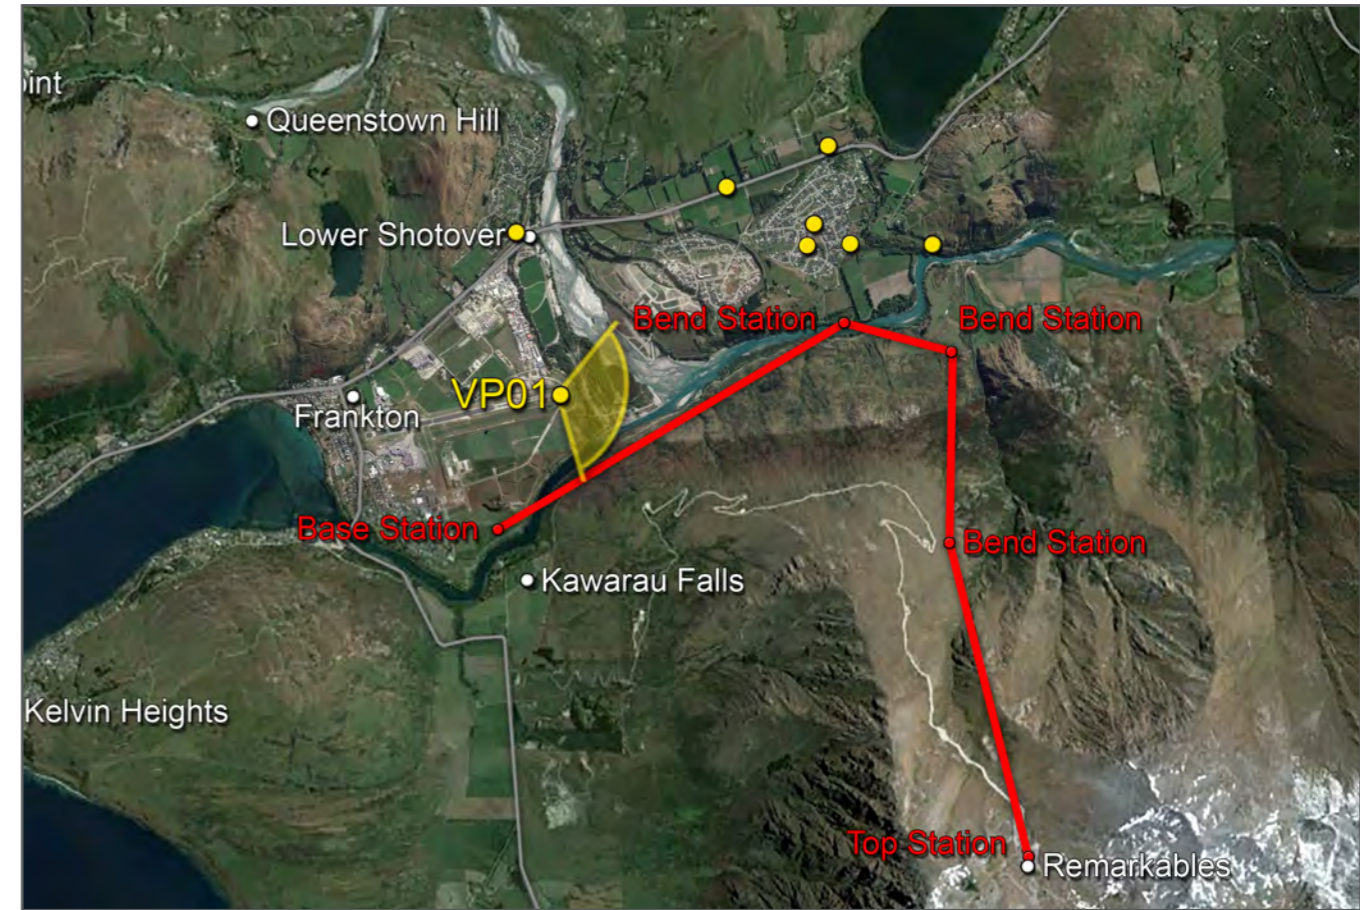 oint
Queenstown Hill
Lower Shotover
Bend Station
Bend Station
VP01
Frankton
Base Station
Bend Station
Kawarau Falls
Kelvin Heights
Top Station
Remarkables